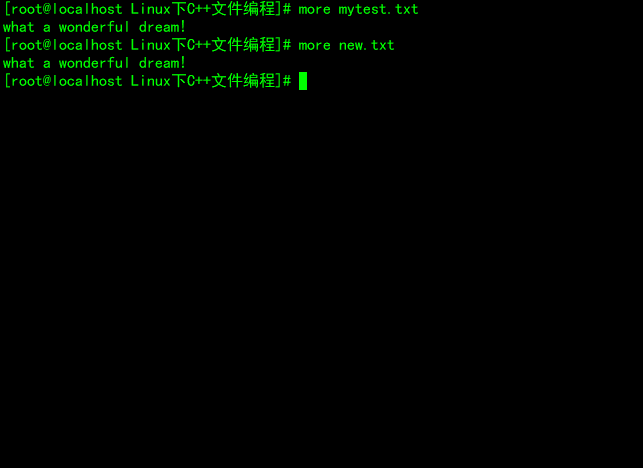 [root@localhost Linux下C++文件编程]# more mytest.txt
what a wonderful dream!
[root@localhost Linux下C++文件编程]# more new.txt
what a wonderful dream!
[root@localhost Linux下C++文件编程]#